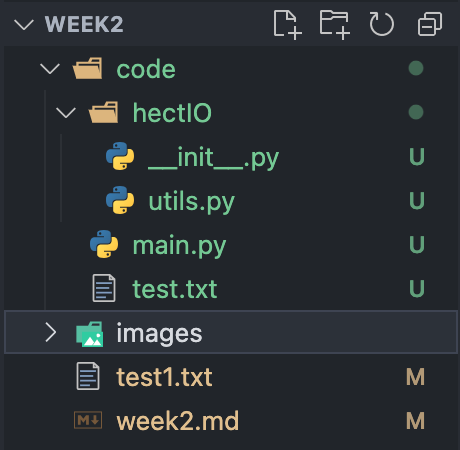 WEEK2
code
hectIO
__init__.py U
utils.py U
main.py U
test.txt U
images
test1.txt M
M↓ week2.md M